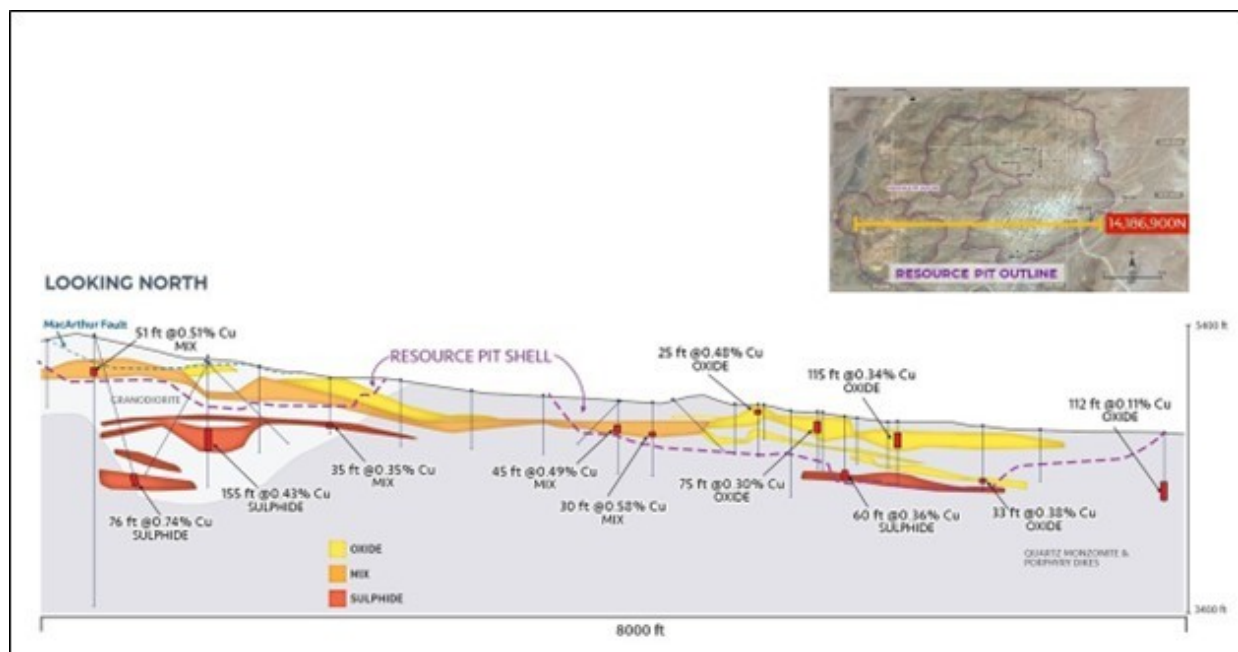 14,186,900N
RESOURCE PIT OUTLINE
LOOKING NORTH
MacArthur Fault
51 ft @0.51% Cu
MIX
RESOURCE PIT SHELL
25 ft @0.48% Cu
OXIDE
115 ft @0.34% Cu
OXIDE
112 ft @0.11% Cu
OXIDE
5400 ft
GRANODIORITE
35 ft @0.35% Cu
MIX
155 ft @0.43% Cu
SULPHIDE
76 ft @0.74% Cu
SULPHIDE
45 ft @0.49% Cu
MIX
30 ft @0.58% Cu
MIX
75 ft @0.30% Cu
OXIDE
60 ft @0.36% Cu
SULPHIDE
33 ft @0.38% Cu
OXIDE
QUARTZ MONZONITE &
PORPHYRY DIKES
OXIDE
MIX
SULPHIDE
3400 ft
8000 ft